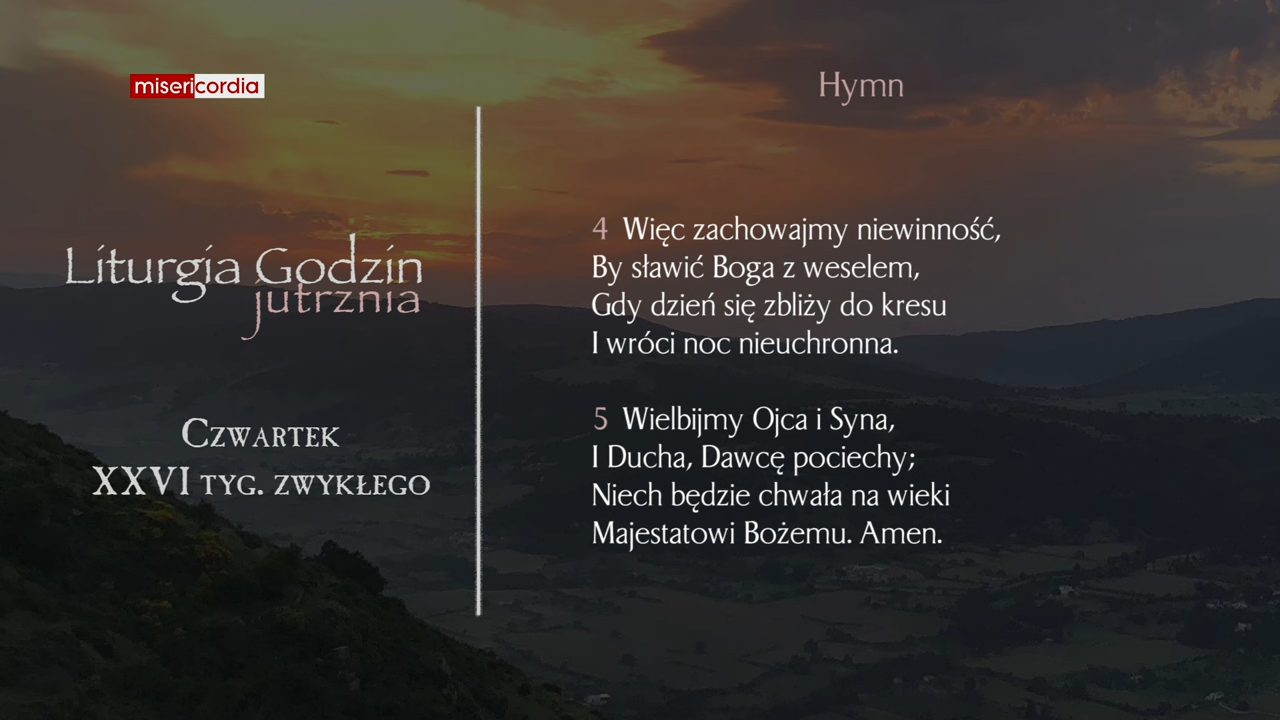 misericordia
Liturgia Godzin
jutrznia
Czwartek
XXVI tyg. zwykłego
Hymn
4 Więc zachowajmy niewinność,
By sławić Boga z weselem,
Gdy dzień się zbliży do kresu
I wróci noc nieuchronna.
5 Wielbijmy Ojca i Syna,
I Ducha, Dawcę pociechy;
Niech będzie chwała na wieki
Majestatowi Bożemu. Amen.